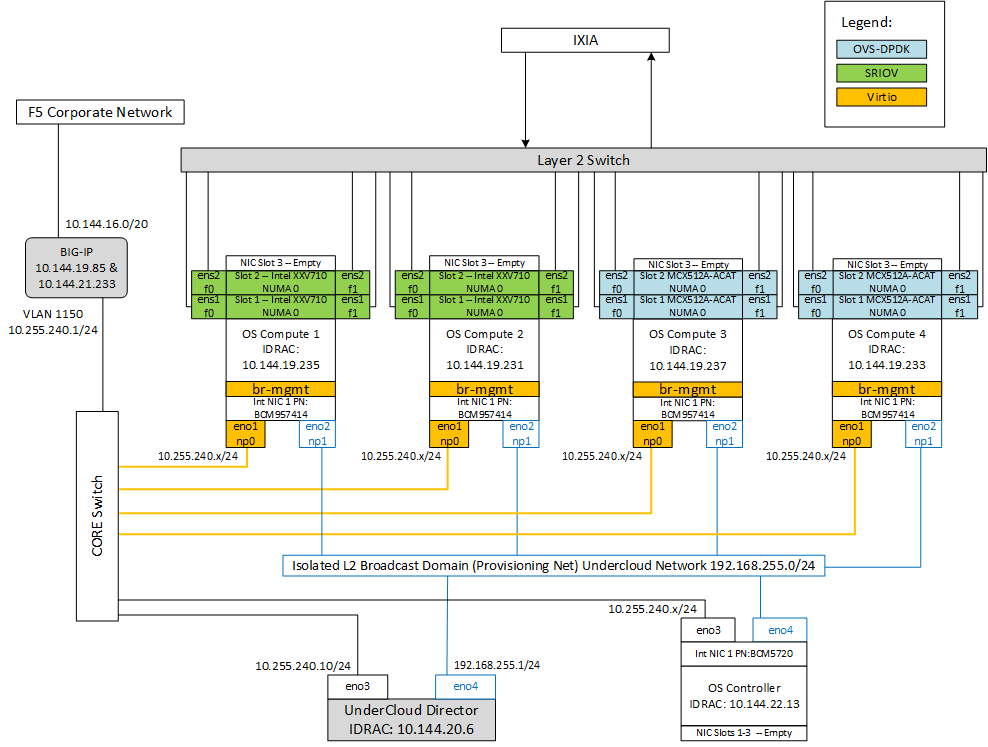 Legend:
IXIA
OVS-DPDK
SRIOV
Virtio
F5 Corporate Network
Layer 2 Switch
10.144.16.0/20
BIG-IP
10.144.19.85 &
10.144.21.233
VLAN 1150
10.255.240.1/24
NIC Slot 3 -- Empty
ens2
f0
Slot 2 -- Intel XXV710
NUMA 0
ens2
f1
ens1
f0
Slot 1 -- Intel XXV710
NUMA 0
ens1
f1
OS Compute 1
IDRAC:
10.144.19.235
br-mgmt
Int NIC 1 PN:
BCM957414
eno1
np0
eno2
np1
10.255.240.x/24
NIC Slot 3 -- Empty
ens2
f0
Slot 2 -- Intel XXV710
NUMA 0
ens2
f1
ens1
f0
Slot 1 -- Intel XXV710
NUMA 0
ens1
f1
OS Compute 2
IDRAC:
10.144.19.231
br-mgmt
Int NIC 1 PN:
BCM957414
eno1
np0
eno2
np1
10.255.240.x/24
NIC Slot 3 -- Empty
ens2
f0
Slot 2 MCX512A-ACAT
NUMA 0
ens2
f1
ens1
f0
Slot 1 MCX512A-ACAT
NUMA 0
ens1
f1
OS Compute 3
IDRAC:
10.144.19.237
br-mgmt
Int NIC 1 PN:
BCM957414
eno1
np0
eno2
np1
10.255.240.x/24
NIC Slot 3 -- Empty
ens2
f0
Slot 2 MCX512A-ACAT
NUMA 0
ens2
f1
ens1
f0
Slot 1 MCX512A-ACAT
NUMA 0
ens1
f1
OS Compute 4
IDRAC:
10.144.19.233
br-mgmt
Int NIC 1 PN:
BCM957414
eno1
np0
eno2
np1
10.255.240.x/24
CORE Switch
Isolated L2 Broadcast Domain (Provisioning Net) Undercloud Network 192.168.255.0/24
10.255.240.x/24
eno3
eno4
Int NIC 1 PN:BCM5720
OS Controller
IDRAC: 10.144.22.13
NIC Slots 1-3 -- Empty
10.255.240.10/24
192.168.255.1/24
eno3
eno4
UnderCloud Director
IDRAC: 10.144.20.6